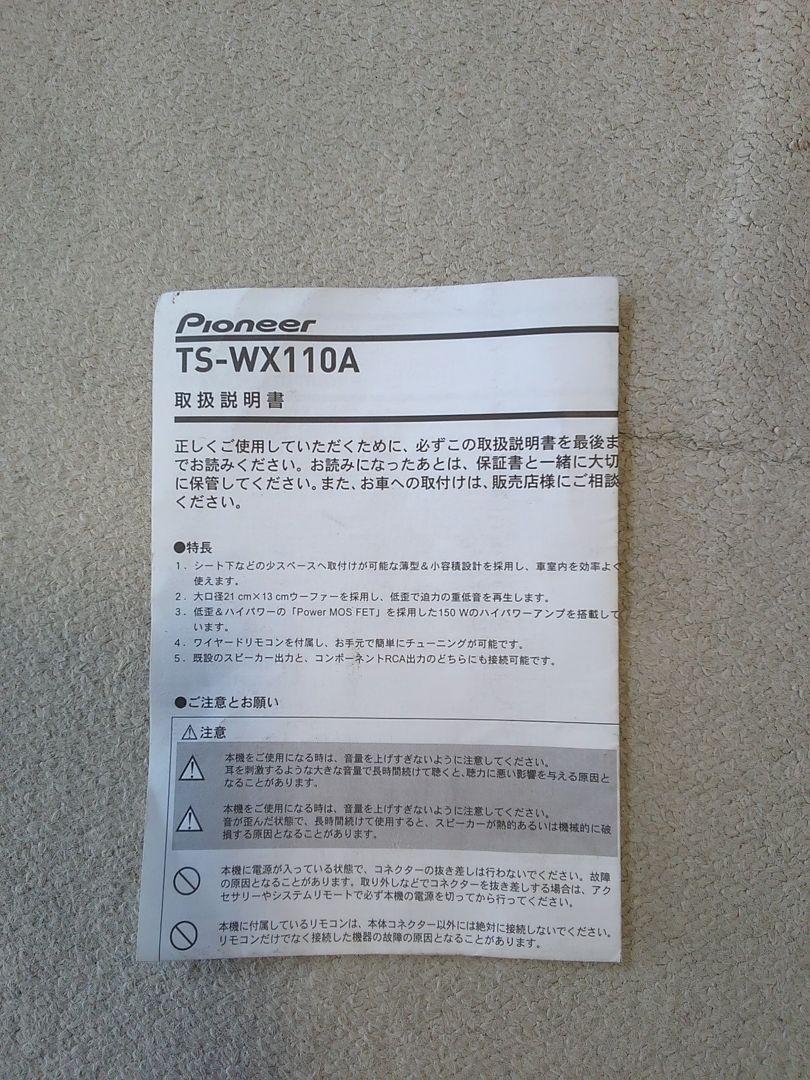 Pioneer
TS-WX110A
取扱説明書
正しくご使用していただくために、必ずこの取扱説明書を最後ま
でお読みください。お読みになったあとは、保証書と一緒に大切
に保管してください。また、お車への取付けは、販売店様にご相談
ください。
●特長
1. シート下などの少スペースへ取付けが可能な薄型&小容積設計を採用し、車室内を効率よく
使えます。
2. 大口径21 cm×13 cmウーファーを採用し、低歪で迫力の重低音を再生します。
3. 低歪&ハイパワーの「Power MOS FET」を採用した150 Wのハイパワーアンプを搭載して
います。
4. ワイヤードリモコンを付属し、お手元で簡単にチューニングが可能です。
5. 既設のスピーカー出力と、コンポーネントRCA出力のどちらにも接続可能です。
●ご注意とお願い
注意
本機をご使用になる時は、音量を上げすぎないように注意してください。
耳を刺激するような大きな音量で長時間続けて聴くと、聴力に悪い影響を与える原因と
なることがあります。
本機をご使用になる時は、音量を上げすぎないように注意してください。
音が歪んだ状態で、長時間続けて使用すると、スピーカーが熱的あるいは機械的に破
損する原因となることがあります。
本機に電源が入っている状態で、コネクターの抜き差しは行わないでください。故障
の原因となることがあります。取り外しなどでコネクターを抜き差しする場合は、アク
セサリーやシステムリモートで必ず本機の電源を切ってから行ってください。
本機に付属しているリモコンは、本体コネクター以外には絶対に接続しないでください。
リモコンだけでなく接続した機器の故障の原因となることがあります。